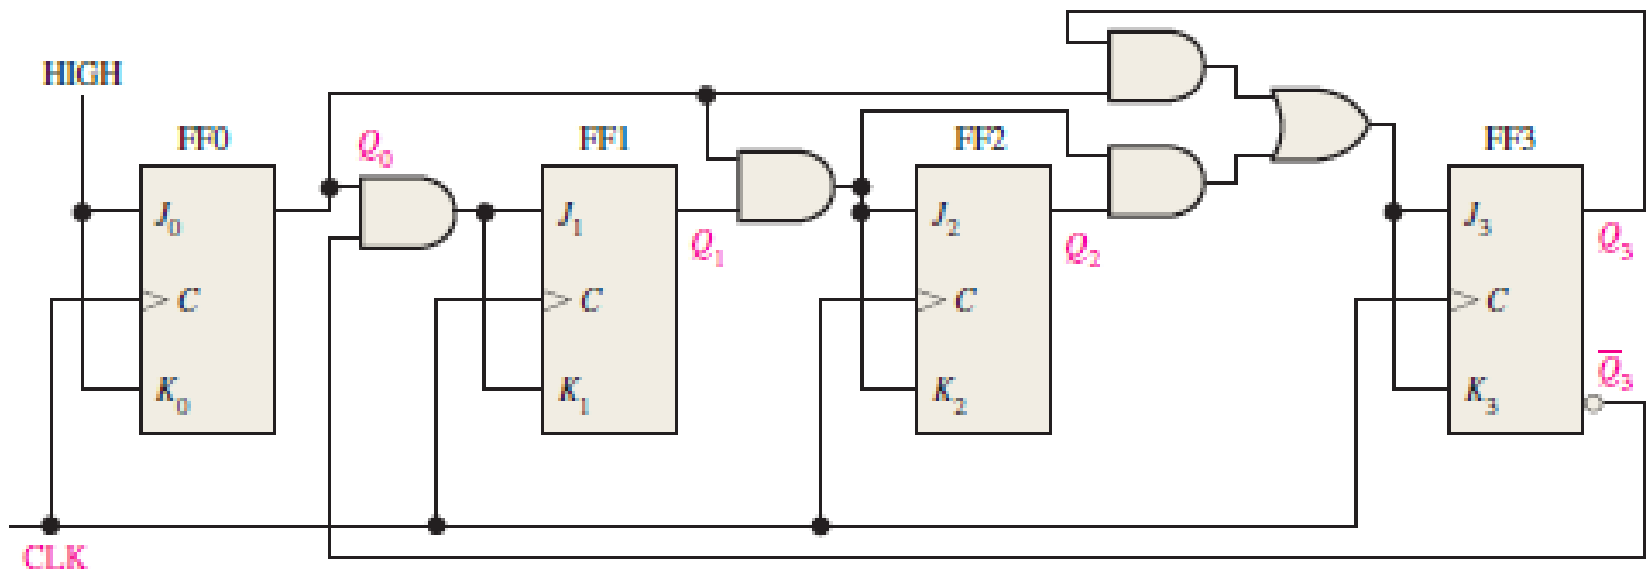 HIGH
FF0
Q₀
FF1
FF2
FF3
J₀
J₁
Q₁
J₂
Q₂
J₃
Q₃
C
C
C
C
K₀
K₁
K₂
K₃
Q̅₃
CLK